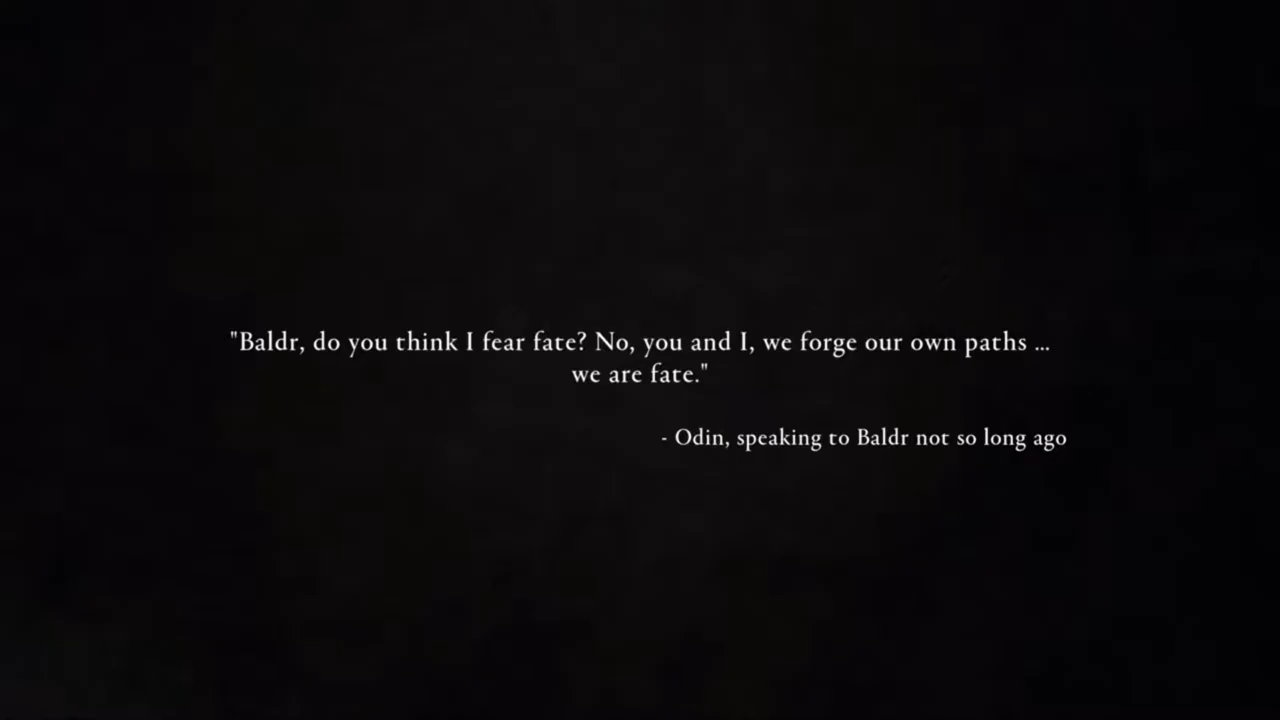 "Baldr, do you think I fear fate? No, you and I, we forge our own paths ...
we are fate."
- Odin, speaking to Baldr not so long ago